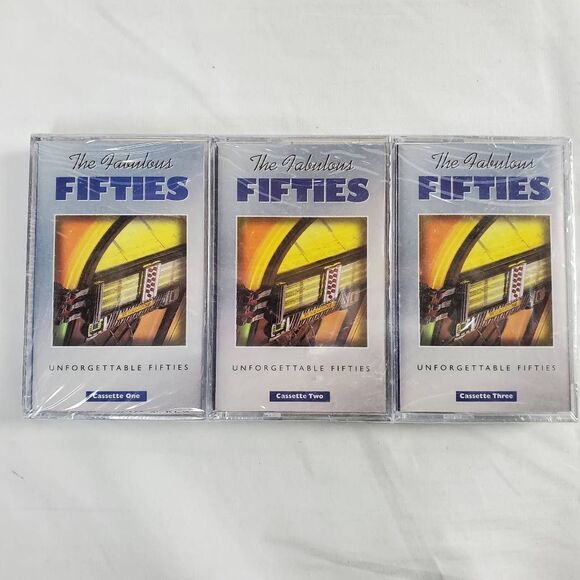 The Fabulous
FIFTIES
UNFORGETTABLE FIFTIES
Cassette One
The Fabulous
FIFTIES
UNFORGETTABLE FIFTIES
Cassette Two
The Fabulous
FIFTIES
UNFORGETTABLE FIFTIES
Cassette Three